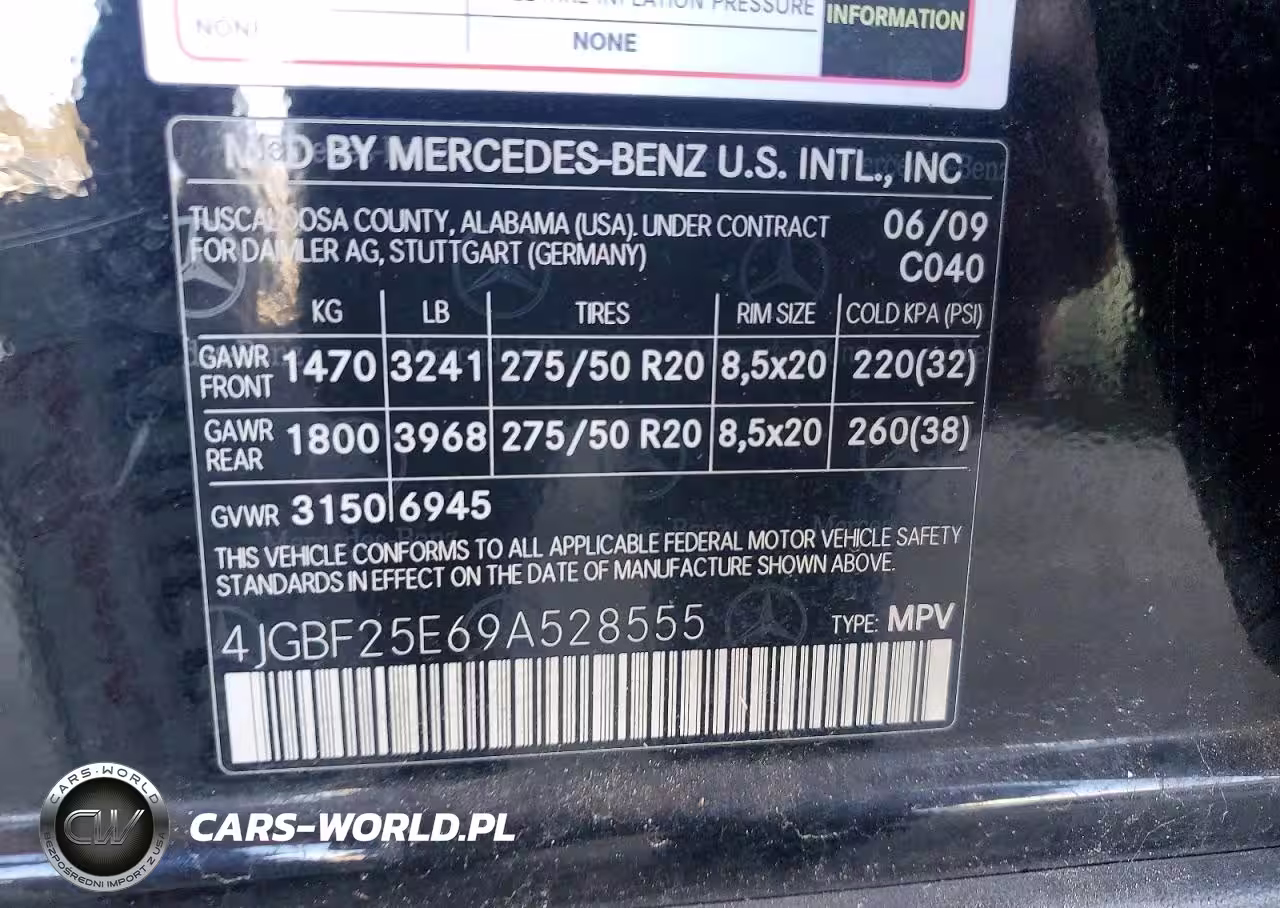 INFLATION PRESSURE
NONE
NONE
INFORMATION
MFD BY MERCEDES-BENZ U.S. INTL., INC
TUSCALOOSA COUNTY, ALABAMA (USA). UNDER CONTRACT
FOR DAIMLER AG, STUTTGART (GERMANY)
06/09
C040
KG LB TIRES RIM SIZE COLD KPA (PSI)
GAWR FRONT 1470 3241 275/50 R20 8,5x20 220(32)
GAWR REAR 1800 3968 275/50 R20 8,5x20 260(38)
GVWR 3150 6945
THIS VEHICLE CONFORMS TO ALL APPLICABLE FEDERAL MOTOR VEHICLE SAFETY
STANDARDS IN EFFECT ON THE DATE OF MANUFACTURE SHOWN ABOVE.
4JGBF25E69A528555 TYPE: MPV
CARS-WORLD
CW
BEZPOŚREDNI IMPORT Z USA
CARS-WORLD.PL